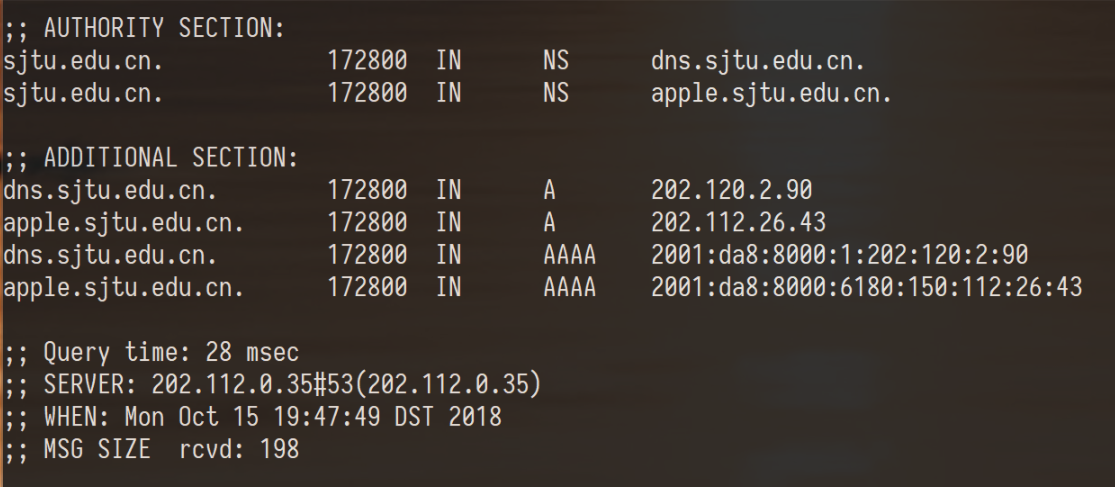 ;; AUTHORITY SECTION:
sjtu.edu.cn. 172800 IN NS dns.sjtu.edu.cn.
sjtu.edu.cn. 172800 IN NS apple.sjtu.edu.cn.
;; ADDITIONAL SECTION:
dns.sjtu.edu.cn. 172800 IN A 202.120.2.90
apple.sjtu.edu.cn. 172800 IN A 202.112.26.43
dns.sjtu.edu.cn. 172800 IN AAAA 2001:da8:8000:1:202:120:2:90
apple.sjtu.edu.cn. 172800 IN AAAA 2001:da8:8000:6180:150:112:26:43
;; Query time: 28 msec
;; SERVER: 202.112.0.35#53(202.112.0.35)
;; WHEN: Mon Oct 15 19:47:49 DST 2018
;; MSG SIZE rcvd: 198